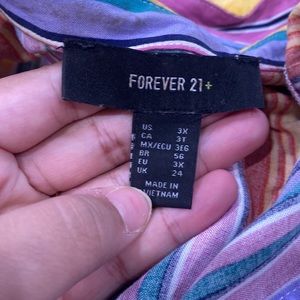 FOREVER 21+
US 3X
CA 3T
MX/ECU 3EG
BR 56
EU 3X
UK 24
MADE IN
VIETNAM